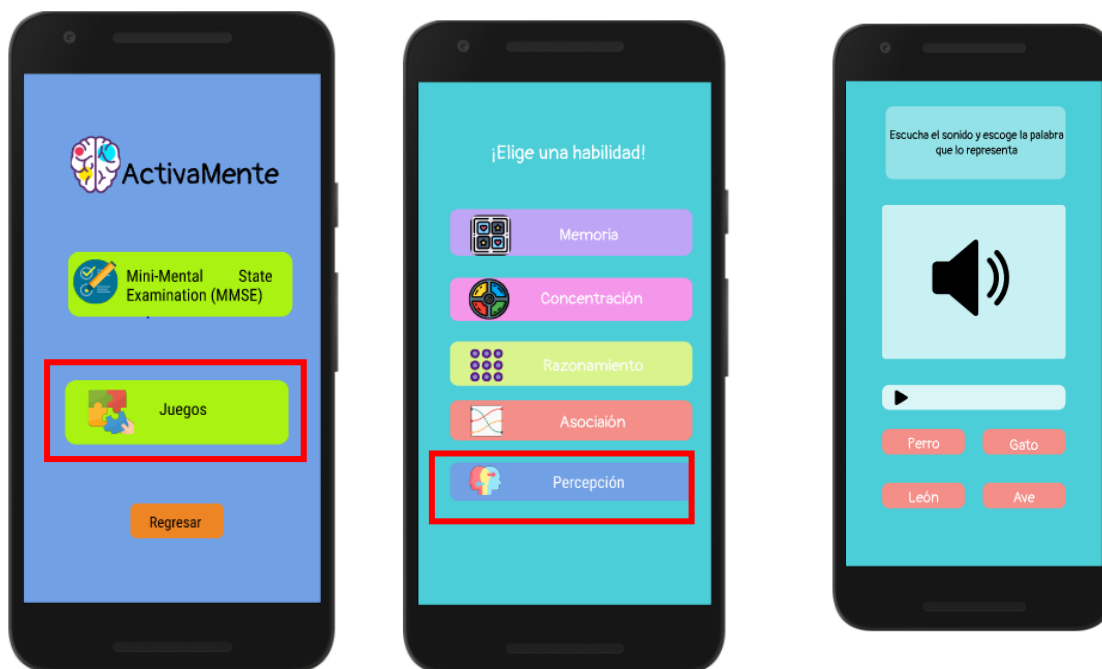 ActivaMente
Mini-Mental State
Examination (MMSE)
Juegos
Regresar
¡Elige una habilidad!
Memoria
Concentración
Razonamiento
Asociaión
Percepción
Escucha el sonido y escoge la palabra
que lo representa
Perro
Gato
León
Ave